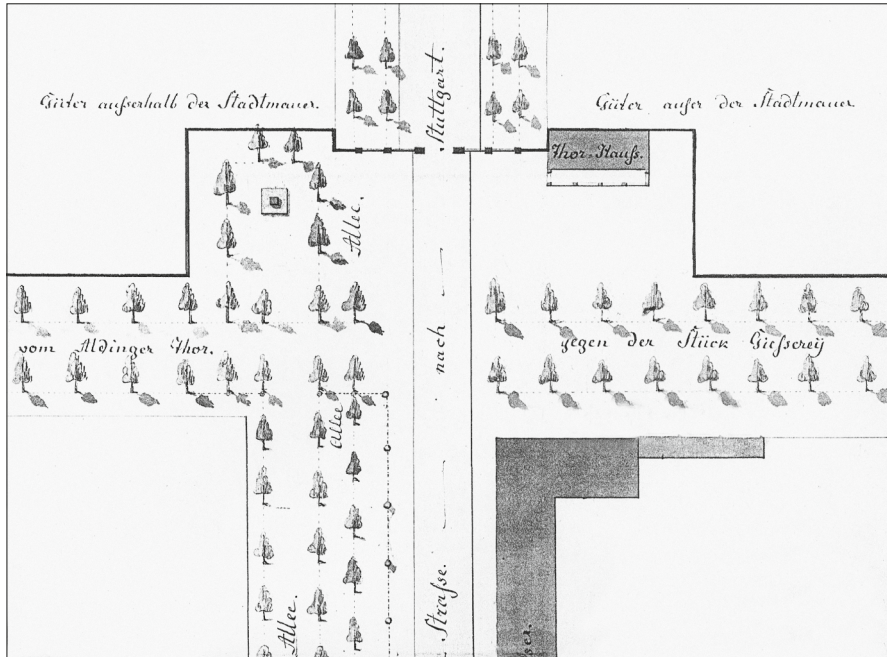 Stuttgart.
Güter ausserhalb der Stadtmauer.
Güter ausser der Stadtmauer
Thor-Hauss.
Allee.
nach
vom Aldinger Thor.
gegen der Stück Giesserey
Allee
Allee.
Strasse.